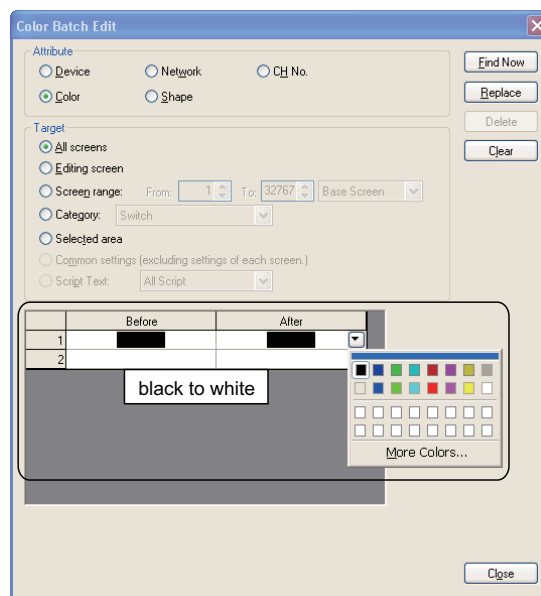 Color Batch Edit
Attribute
Device Network CH No.
Color Shape
Find Now
Replace
Delete
Clear
Target
All screens
Editing screen
Screen range: From: 1 To: 32767 Base Screen
Category: Switch
Selected area
Common settings (excluding settings of each screen.)
Script Text: All Script
Before After
1
2
black to white
More Colors...
Close